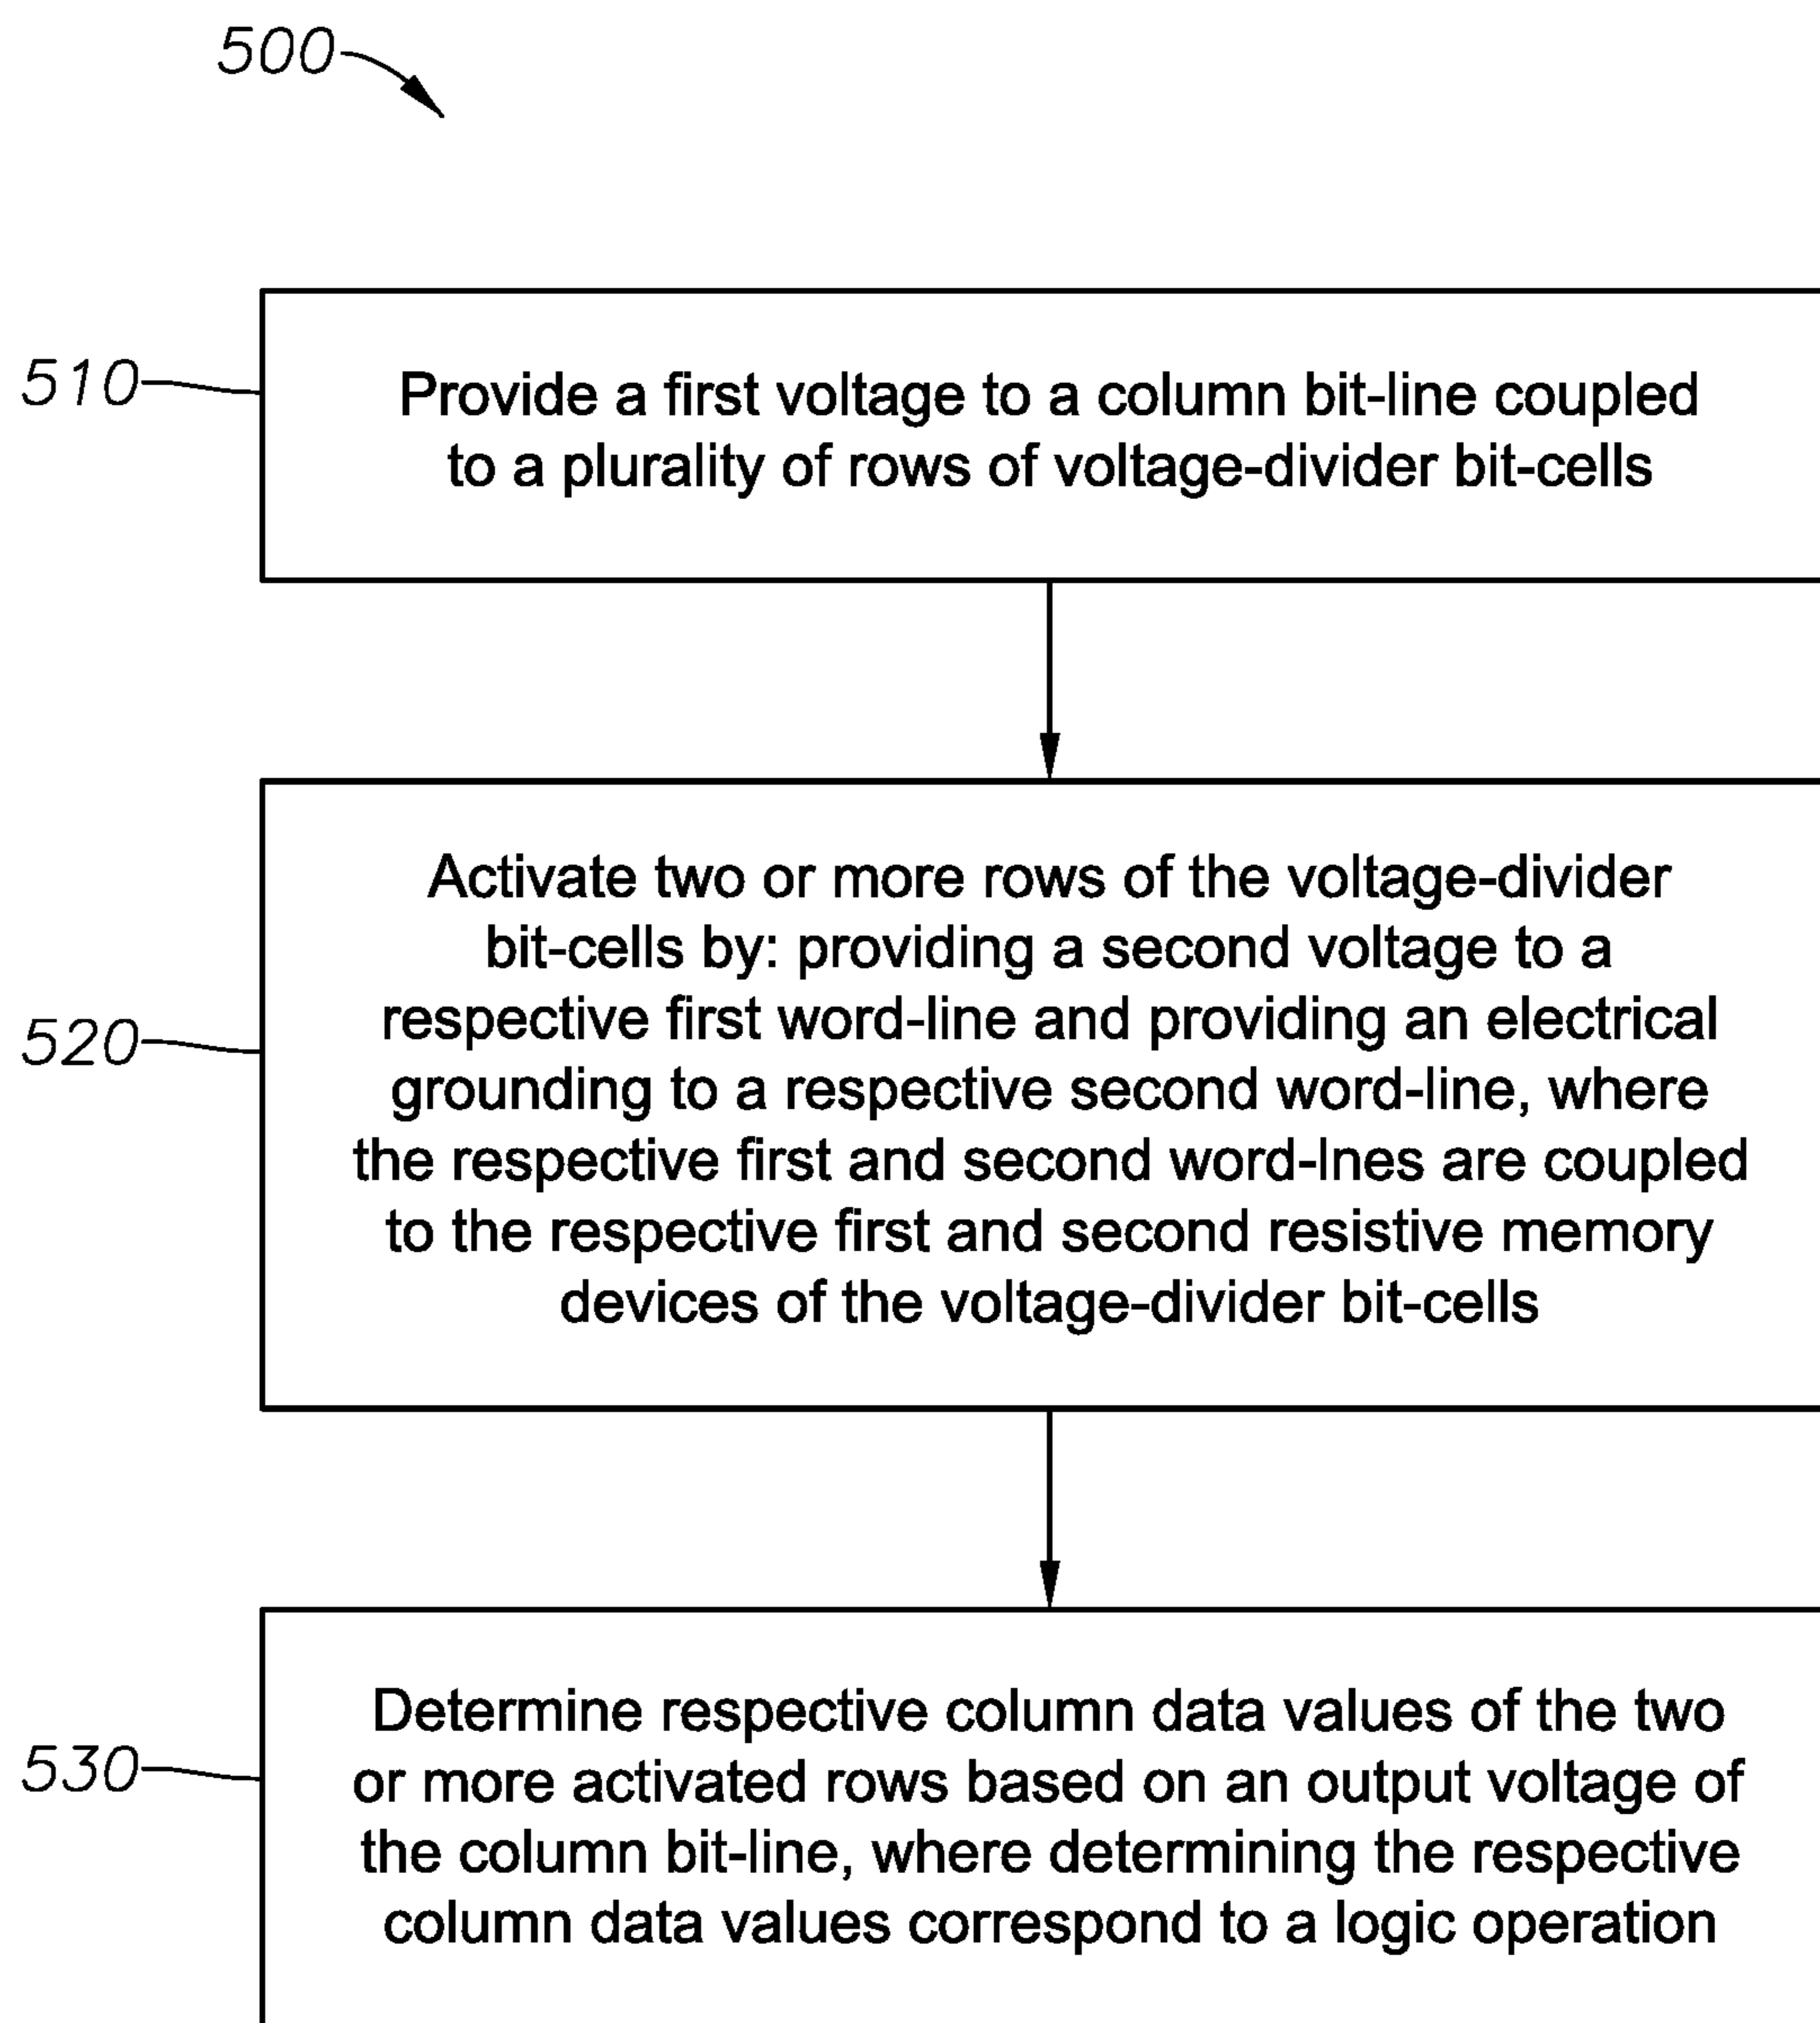 500
510
Provide a first voltage to a column bit-line coupled
to a plurality of rows of voltage-divider bit-cells
520
Activate two or more rows of the voltage-divider
bit-cells by: providing a second voltage to a
respective first word-line and providing an electrical
grounding to a respective second word-line, where
the respective first and second word-lnes are coupled
to the respective first and second resistive memory
devices of the voltage-divider bit-cells
530
Determine respective column data values of the two
or more activated rows based on an output voltage of
the column bit-line, where determining the respective
column data values correspond to a logic operation